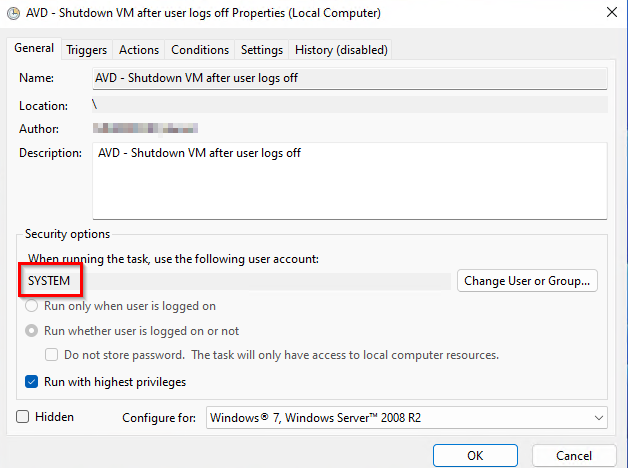 AVD - Shutdown VM after user logs off Properties (Local Computer)
General Triggers Actions Conditions Settings History (disabled)
Name: AVD - Shutdown VM after user logs off
Location: \
Author:
Description: AVD - Shutdown VM after user logs off
Security options
When running the task, use the following user account:
SYSTEM Change User or Group...
Run only when user is logged on
Run whether user is logged on or not
Do not store password. The task will only have access to local computer resources.
Run with highest privileges
Hidden Configure for: Windows® 7, Windows Server™ 2008 R2
OK Cancel